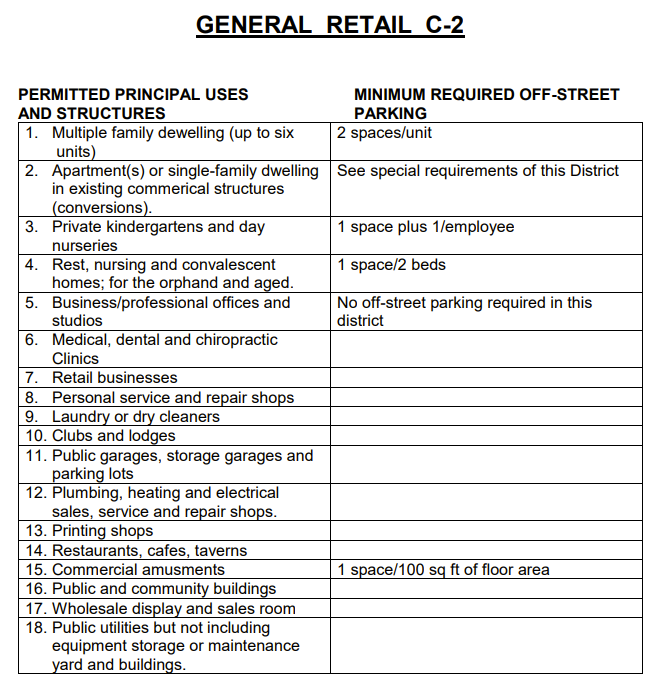 GENERAL RETAIL C-2
PERMITTED PRINCIPAL USES
AND STRUCTURES
MINIMUM REQUIRED OFF-STREET
PARKING
1. Multiple family dewelling (up to six
units)
2 spaces/unit
2. Apartment(s) or single-family dwelling
in existing commerical structures
(conversions).
See special requirements of this District
3. Private kindergartens and day
nurseries
1 space plus 1/employee
4. Rest, nursing and convalescent
homes; for the orphand and aged.
1 space/2 beds
5. Business/professional offices and
studios
No off-street parking required in this
district
6. Medical, dental and chiropractic
Clinics
7. Retail businesses
8. Personal service and repair shops
9. Laundry or dry cleaners
10. Clubs and lodges
11. Public garages, storage garages and
parking lots
12. Plumbing, heating and electrical
sales, service and repair shops.
13. Printing shops
14. Restaurants, cafes, taverns
15. Commercial amusments
1 space/100 sq ft of floor area
16. Public and community buildings
17. Wholesale display and sales room
18. Public utilities but not including
equipment storage or maintenance
yard and buildings.